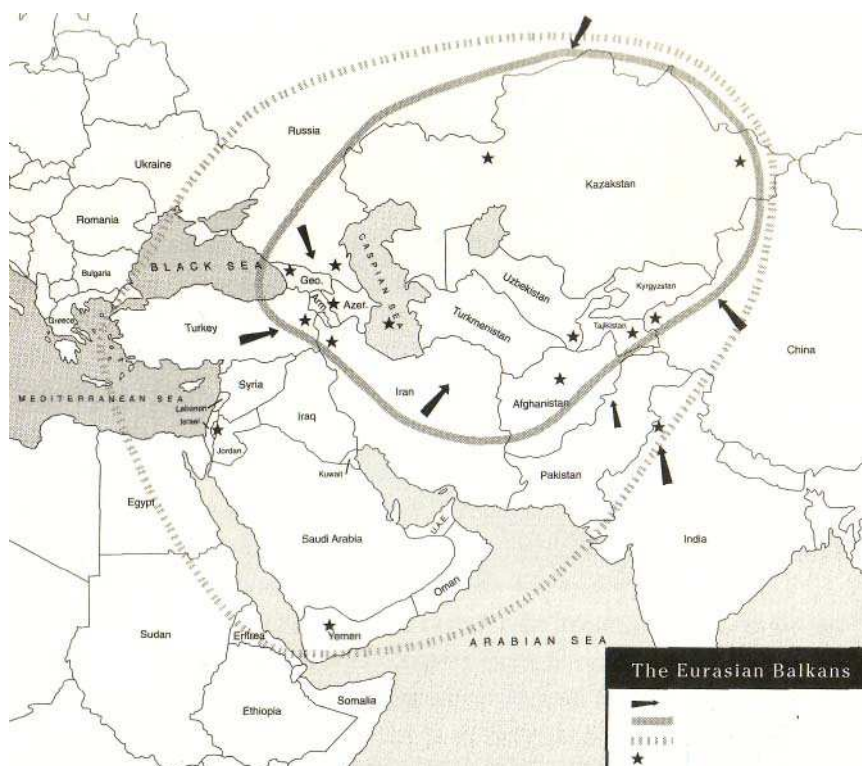 Russia
Ukraine
Kazakstan
Romania
CASPIAN SEA
BLACK SEA
Bulgaria
Geo.
Uzbekistan
Kyrgyzstan
Arm.
Azer.
Greece
Turkey
Turkmenistan
Tajikistan
China
Syria
Iran
MEDITERRANEAN SEA
Afghanistan
Lebanon
Iraq
Israel
Jordan
Kuwait
Pakistan
Egypt
U.A.E.
Saudi Arabia
India
Oman
Sudan
Eritrea
Yemen
ARABIAN SEA
The Eurasian Balkans
Somalia
Ethiopia